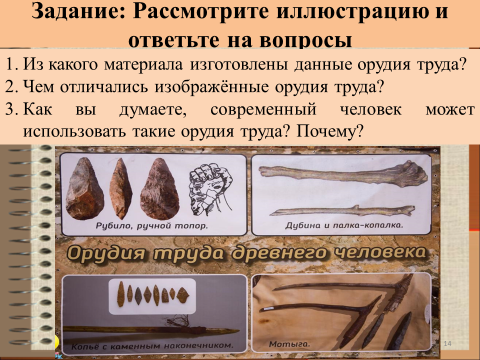 Задание: Рассмотрите иллюстрацию и
ответьте на вопросы
1. Из какого материала изготовлены данные орудия труда?
2. Чем отличались изображённые орудия труда?
3. Как вы думаете, современный человек может
использовать такие орудия труда? Почему?
Рубило, ручной топор.
Дубина и палка-копалка.
Орудия труда древнего человека
Копьё с каменным наконечником.
Мотыга.
14